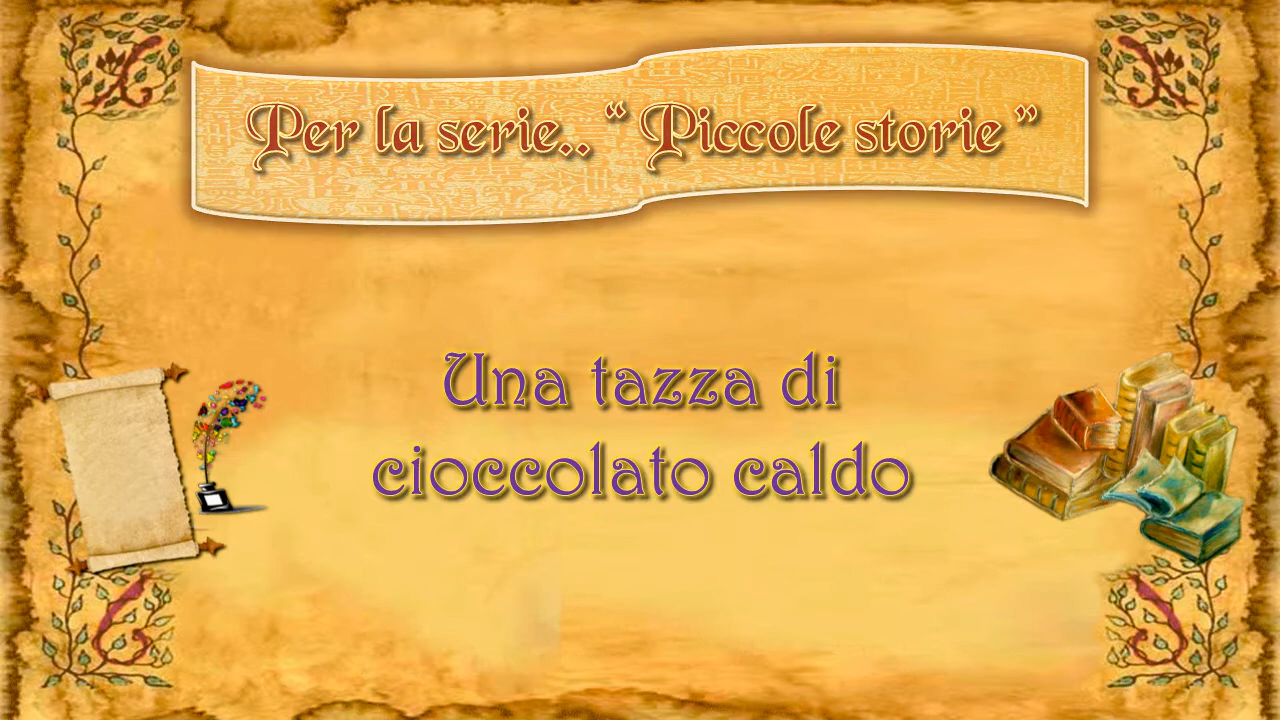 Per la serie.. “ Piccole storie ”
Una tazza di
cioccolato caldo